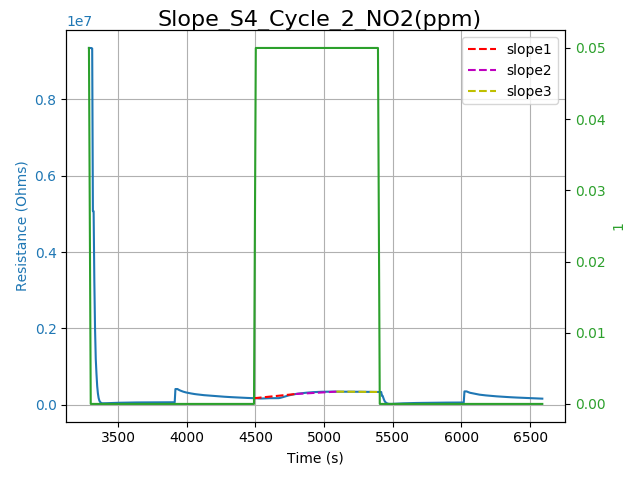 Slope_S4_Cycle_2_NO2(ppm)
1e7
slope1
slope2
slope3
0.8
0.6
0.4
0.2
0.0
Resistance (Ohms)
0.05
0.04
0.03
0.02
0.01
0.00
1
3500 4000 4500 5000 5500 6000 6500
Time (s)